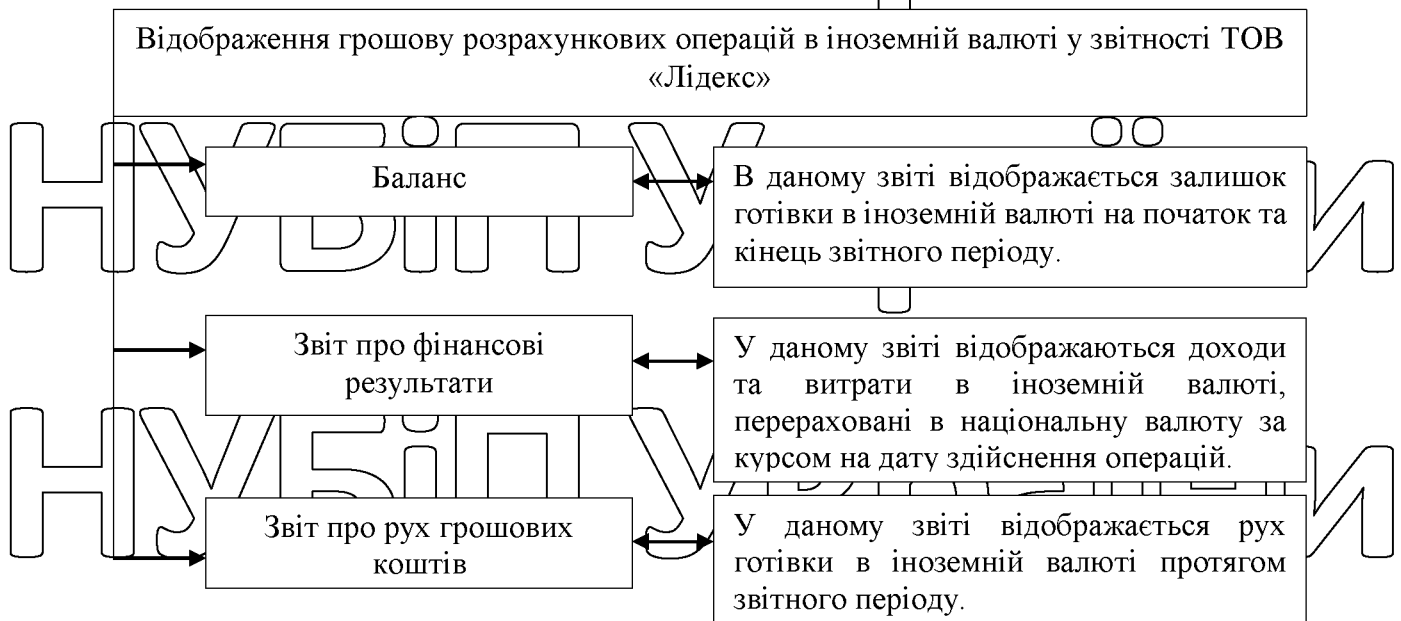 Відображення грошову розрахункових операцій в іноземній валюті у звітності ТОВ
«Лідекс»
Баланс
В даному звіті відображається залишок
готівки в іноземній валюті на початок та
кінець звітного періоду.
Звіт про фінансові
результати
У даному звіті відображаються доходи
та витрати в іноземній валюті,
перераховані в національну валюту за
курсом на дату здійснення операцій.
Звіт про рух грошових
коштів
У даному звіті відображається рух
готівки в іноземній валюті протягом
звітного періоду.